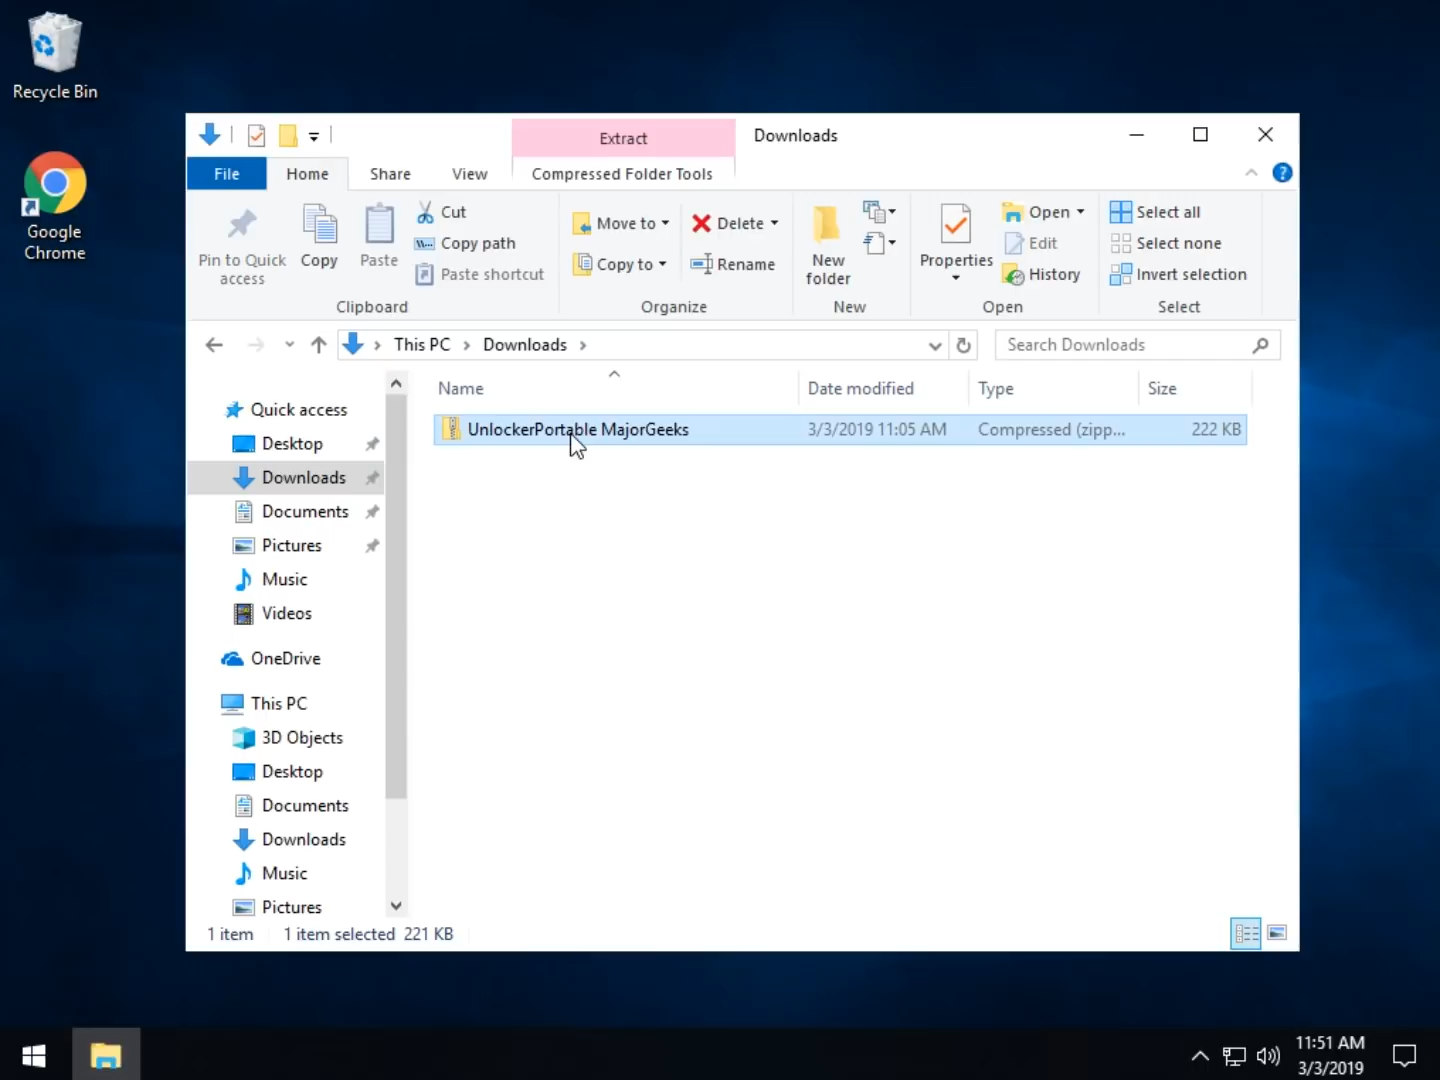 Recycle Bin
Google
Chrome
Extract
Downloads
File
Home
Share
View
Compressed Folder Tools
Pin to Quick
access
Copy
Paste
Cut
Copy path
Paste shortcut
Clipboard
Move to
Copy to
Delete
Rename
Organize
New
folder
New
Properties
Open
Edit
History
Open
Select all
Select none
Invert selection
Select
This PC
Downloads
Search Downloads
Name
Date modified
Type
Size
UnlockerPortable MajorGeeks
3/3/2019 11:05 AM
Compressed (zipp...
222 KB
Quick access
Desktop
Downloads
Documents
Pictures
Music
Videos
OneDrive
This PC
3D Objects
Desktop
Documents
Downloads
Music
Pictures
1 item
1 item selected 221 KB
11:51 AM
3/3/2019